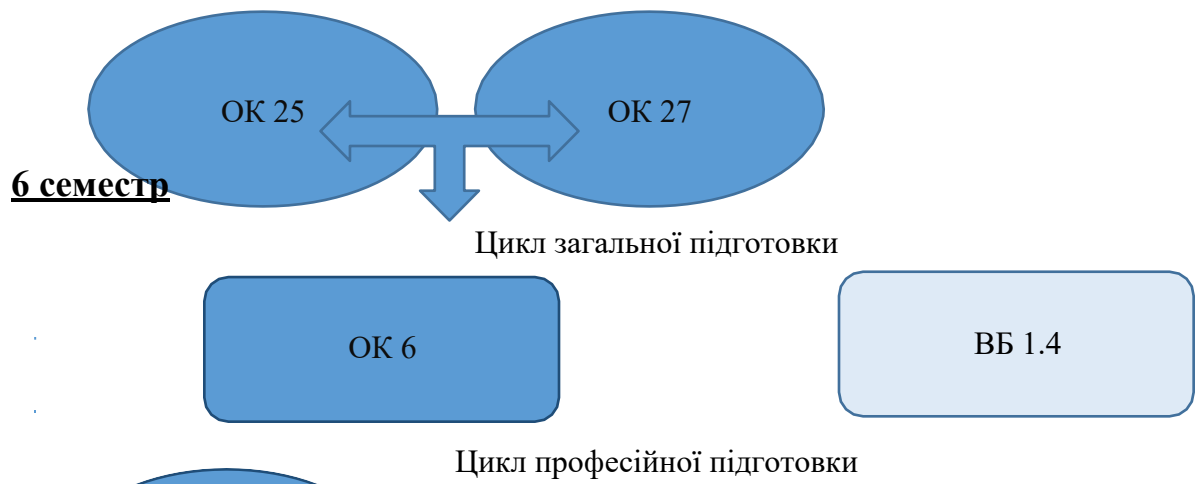 ОК 25
ОК 27
6 семестр
Цикл загальної підготовки
ОК 6
ВБ 1.4
Цикл професійної підготовки